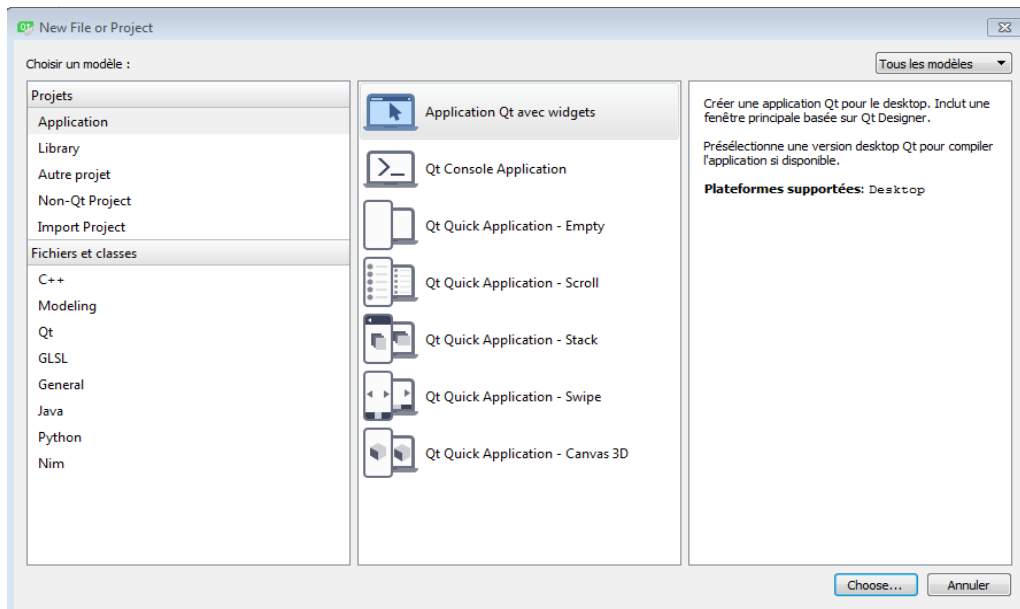 New File or Project
Choisir un modèle :
Tous les modèles
Projets
Application
Library
Autre projet
Non-Qt Project
Import Project
Fichiers et classes
C++
Modeling
Qt
GLSL
General
Java
Python
Nim
Application Qt avec widgets
Qt Console Application
Qt Quick Application - Empty
Qt Quick Application - Scroll
Qt Quick Application - Stack
Qt Quick Application - Swipe
Qt Quick Application - Canvas 3D
Créer une application Qt pour le desktop. Inclut une
fenêtre principale basée sur Qt Designer.
Présélectionne une version desktop Qt pour compiler
l'application si disponible.
Plateformes supportées: Desktop
Choose...
Annuler